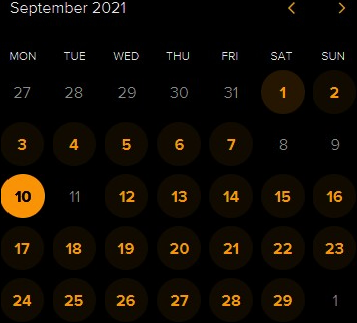 September 2021 < >
MON TUE WED THU FRI SAT SUN
27 28 29 30 31 1 2
3 4 5 6 7 8 9
10 11 12 13 14 15 16
17 18 19 20 21 22 23
24 25 26 27 28 29 1